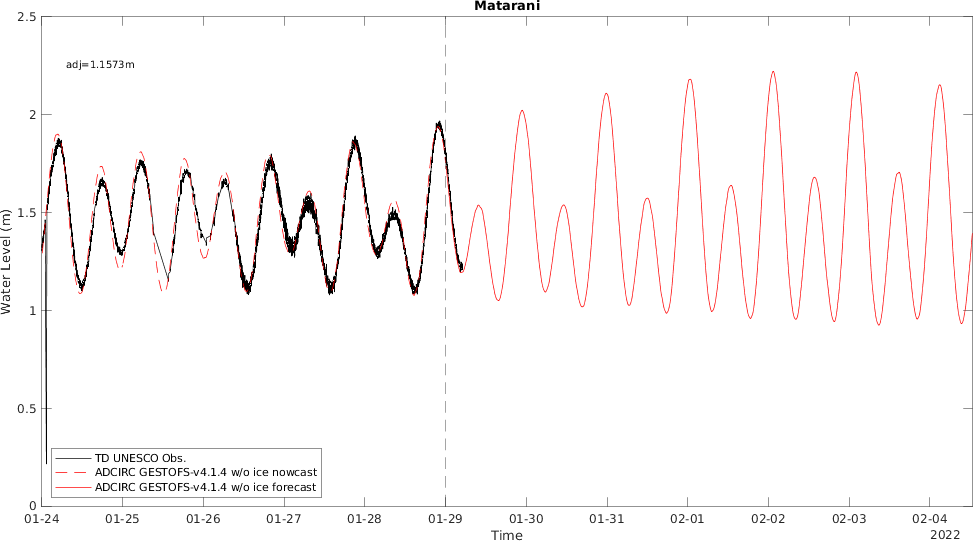 Matarani
2.5
adj=1.1573m
2
1.5
Water Level (m)
1
0.5
TD UNESCO Obs.
ADCIRC GESTOFS-v4.1.4 w/o ice nowcast
ADCIRC GESTOFS-v4.1.4 w/o ice forecast
0
01-24 01-25 01-26 01-27 01-28 01-29 01-30 01-31 02-01 02-02 02-03 02-04
Time
2022